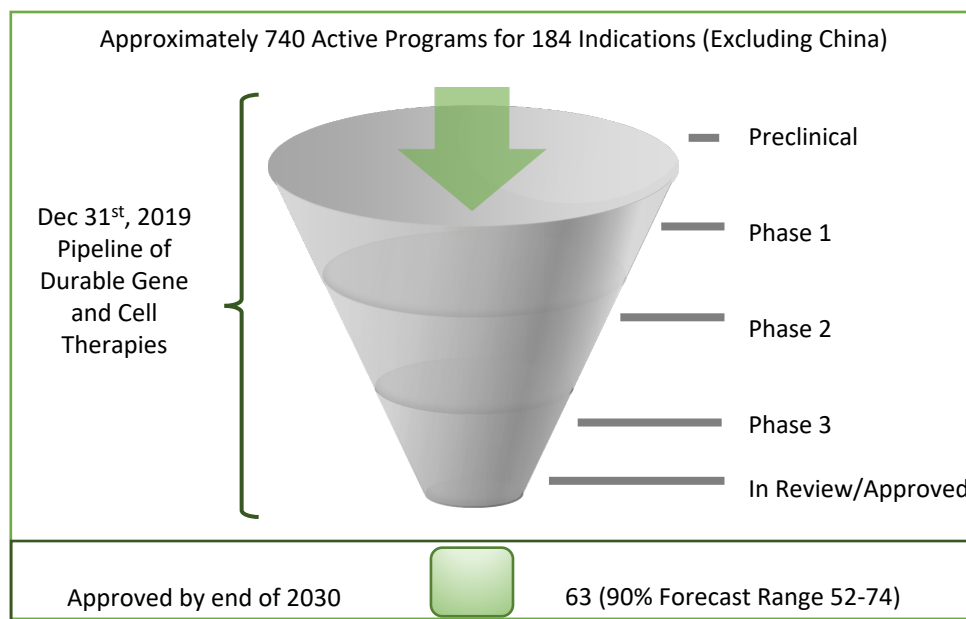 Approximately 740 Active Programs for 184 Indications (Excluding China)
Preclinical
Dec 31st, 2019
Pipeline of
Durable Gene
and Cell
Therapies
Phase 1
Phase 2
Phase 3
In Review/Approved
Approved by end of 2030
63 (90% Forecast Range 52-74)